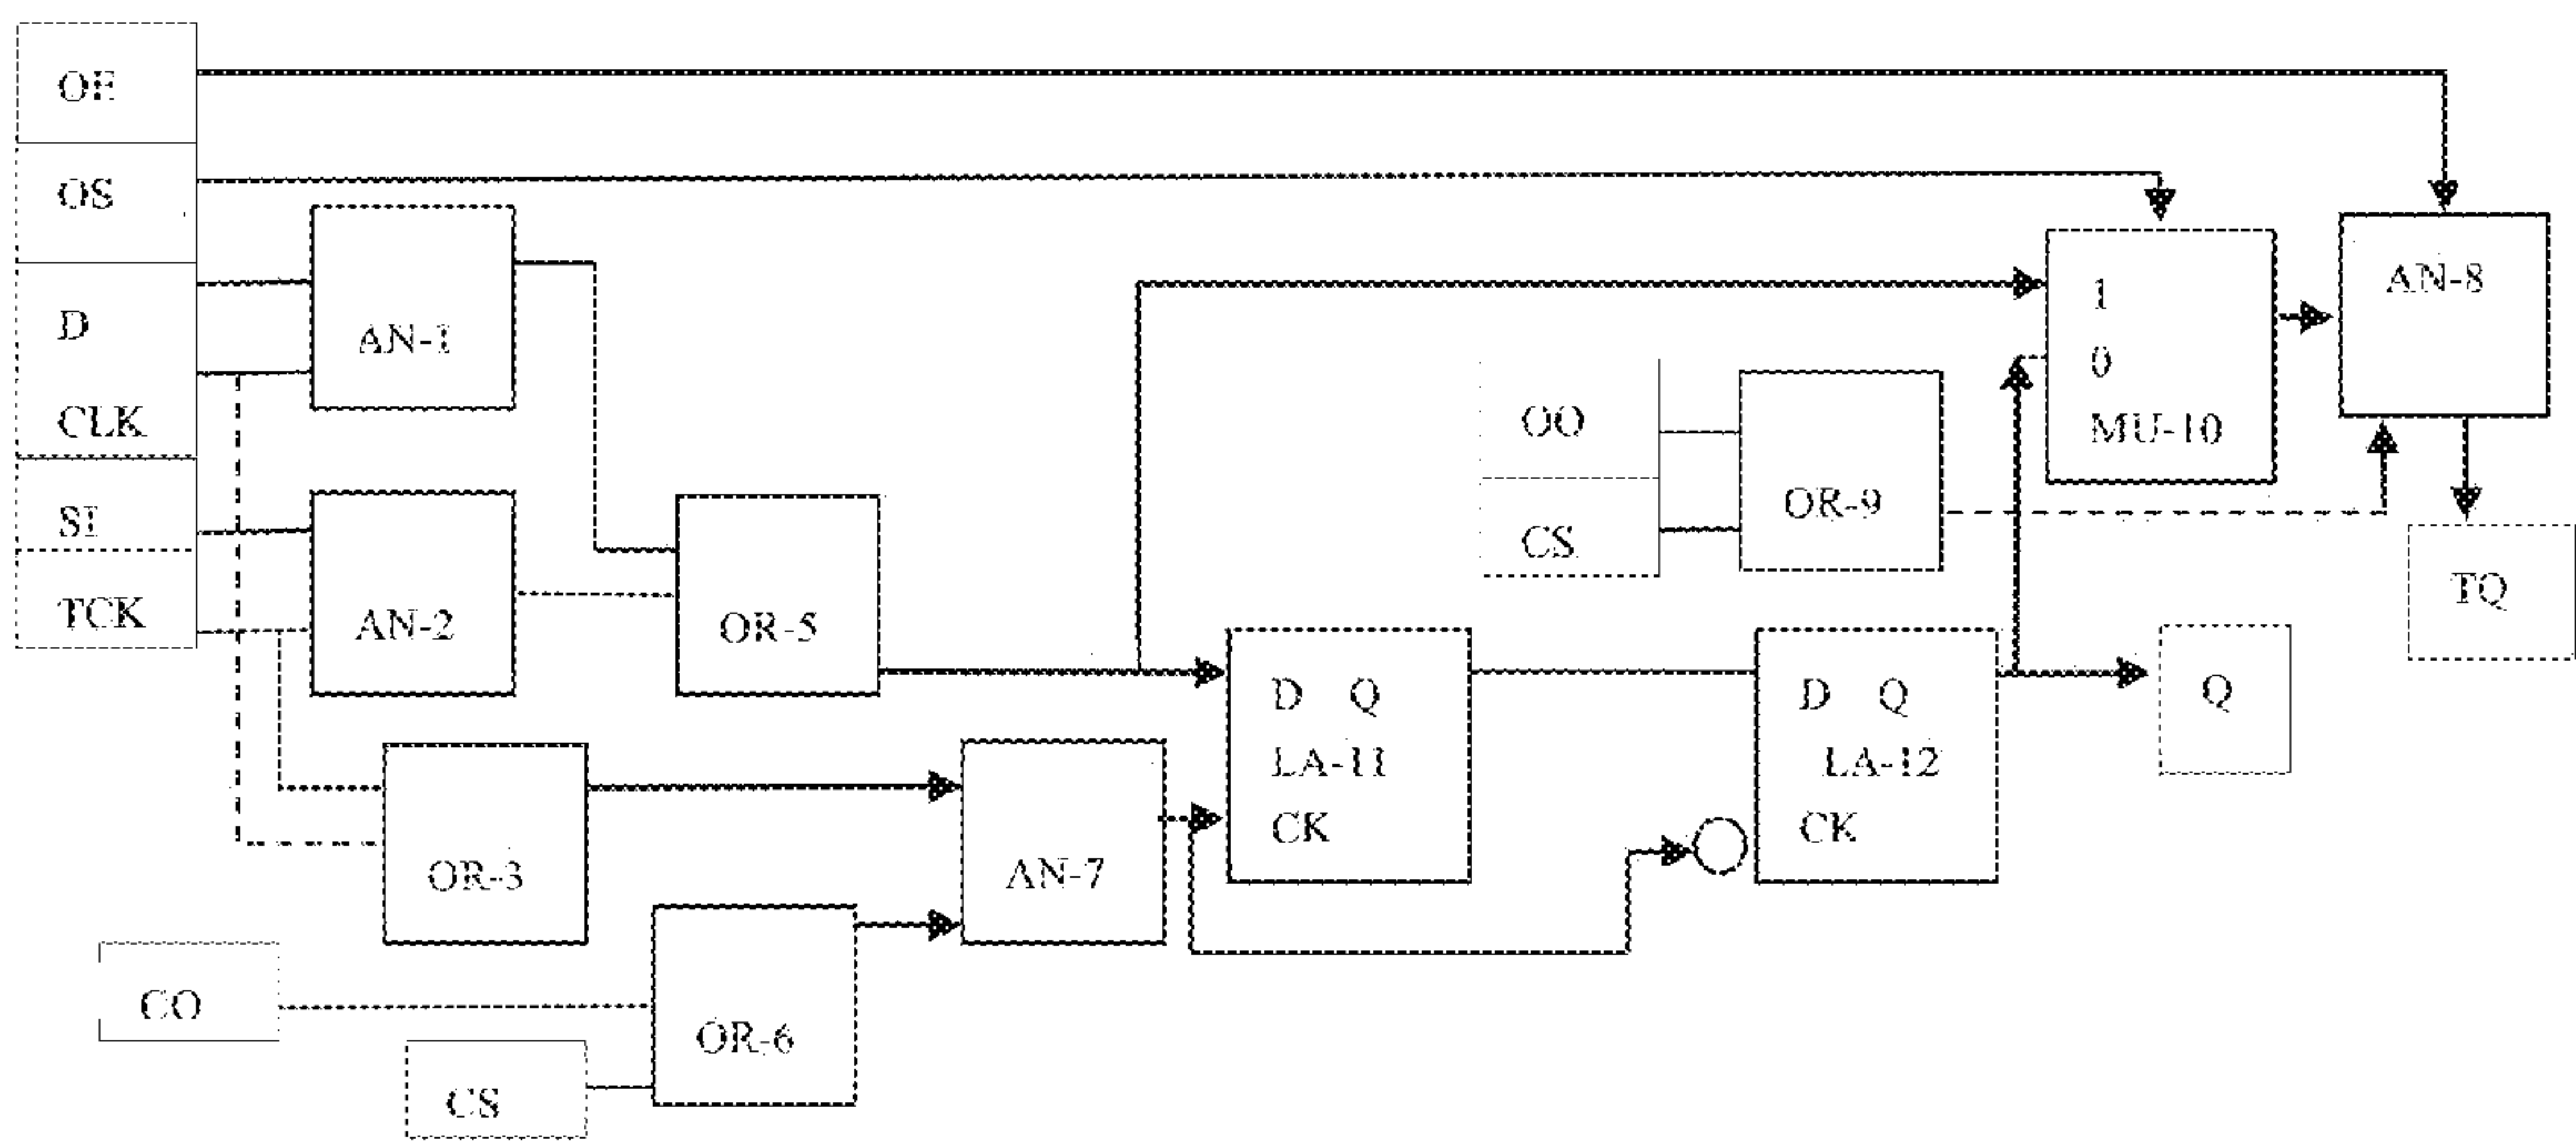 OE
OS
D
CLK
SI
TCK
AN-1
AN-2
OR-3
CO
CS
OR-5
OR-6
AN-7
OO
CS
OR-9
D Q
LA-11
CK
D Q
LA-12
CK
1
0
MU-10
AN-8
TQ
Q